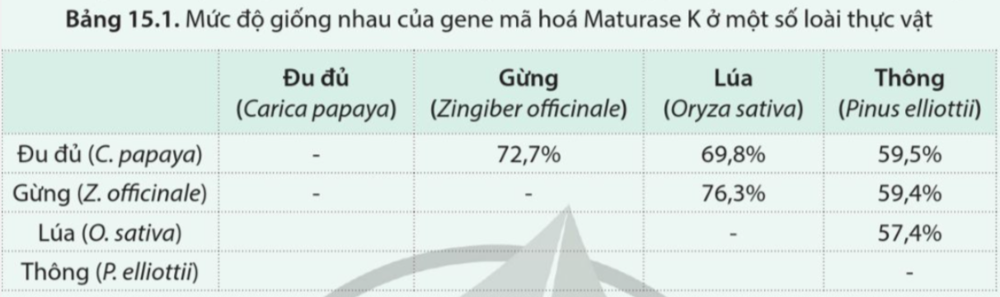 Bảng 15.1. Mức độ giống nhau của gene mã hoá Maturase K ở một số loài thực vật
Đu đủ Gừng Lúa Thông
(Carica papaya) (Zingiber officinale) (Oryza sativa) (Pinus elliottii)
Đu đủ (C. papaya) - 72,7% 69,8% 59,5%
Gừng (Z. officinale) - - 76,3% 59,4%
Lúa (O. sativa) - 57,4%
Thông (P. elliottii) -